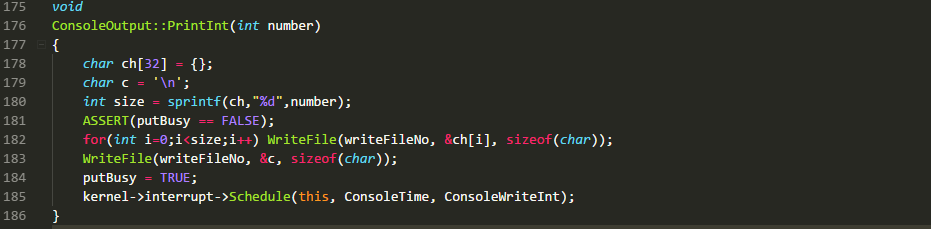 175 void
176 ConsoleOutput::PrintInt(int number)
177 {
178     char ch[32] = {};
179     char c = '\n';
180     int size = sprintf(ch,"%d",number);
181     ASSERT(putBusy == FALSE);
182     for(int i=0;i<size;i++) WriteFile(writeFileNo, &ch[i], sizeof(char));
183     WriteFile(writeFileNo, &c, sizeof(char));
184     putBusy = TRUE;
185     kernel->interrupt->Schedule(this, ConsoleTime, ConsoleWriteInt);
186 }